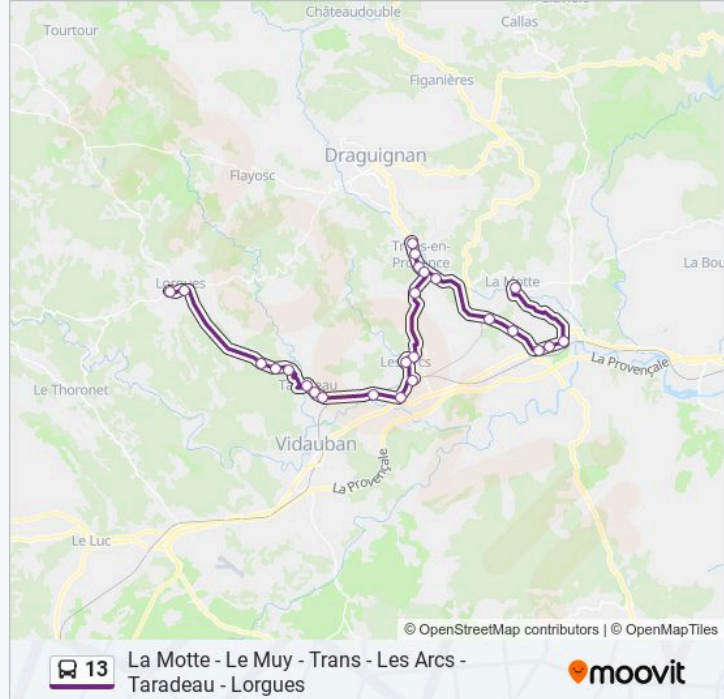 Châteaudouble
Callas
Tourtour
Figanières
Draguignan
Flayosc
Trans-en-
Provence
La Motte
La Bou
Lorgues
La Provençale
Les Arcs
Le Thoronet
Taradeau
Vidauban
La Provençale
Le Luc
© OpenStreetMap contributors | © OpenMapTiles
13
La Motte - Le Muy - Trans - Les Arcs -
Taradeau - Lorgues
moovit